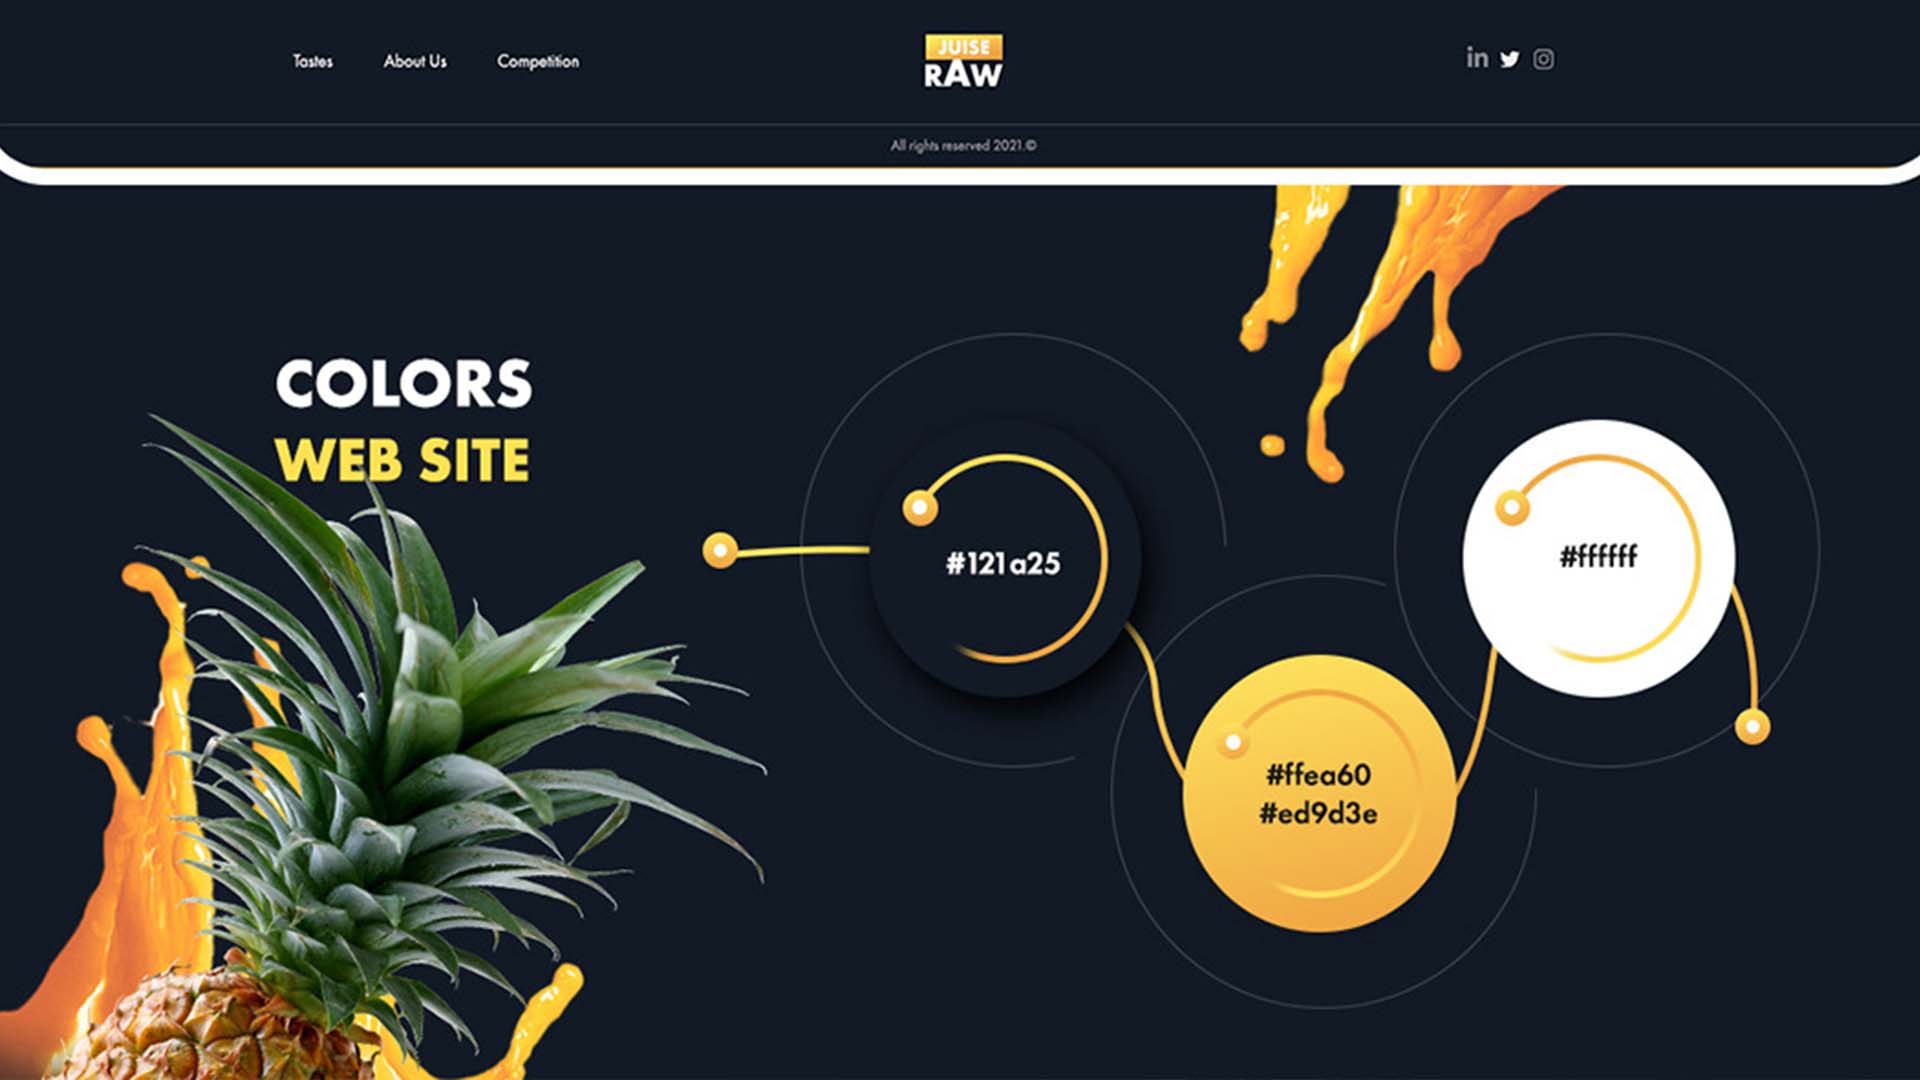 Tastes
About Us
Competition
JUISE
RAW
in
All rights reserved 2021.©
COLORS
WEB SITE
#121a25
#ffffff
#ffea60
#ed9d3e